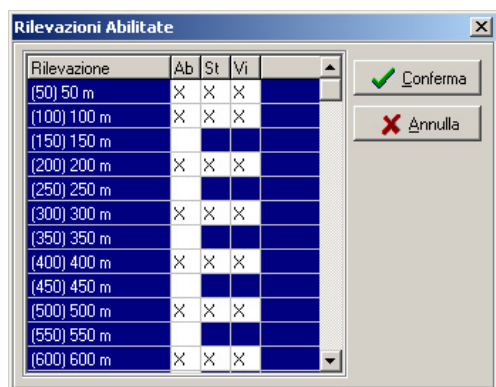 Rilevazioni Abilitate
Rilevazione Ab St Vi
(50) 50 m X X X
(100) 100 m X X X
(150) 150 m
(200) 200 m X X X
(250) 250 m
(300) 300 m X X X
(350) 350 m
(400) 400 m X X X
(450) 450 m
(500) 500 m X X X
(550) 550 m
(600) 600 m X X X
Conferma
Annulla